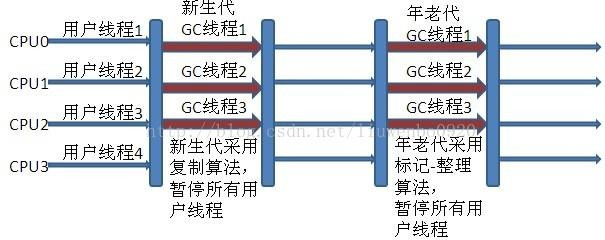 新生代
年老代
CPU0 用户线程1 GC线程1 GC线程1
CPU1 用户线程2 GC线程2 GC线程2
CPU2 用户线程3 GC线程3 GC线程3
CPU3 用户线程4
新生代采用
复制算法，
暂停所有用
户线程
年老代采用
标记-整理
算法，
暂停所有用
户线程